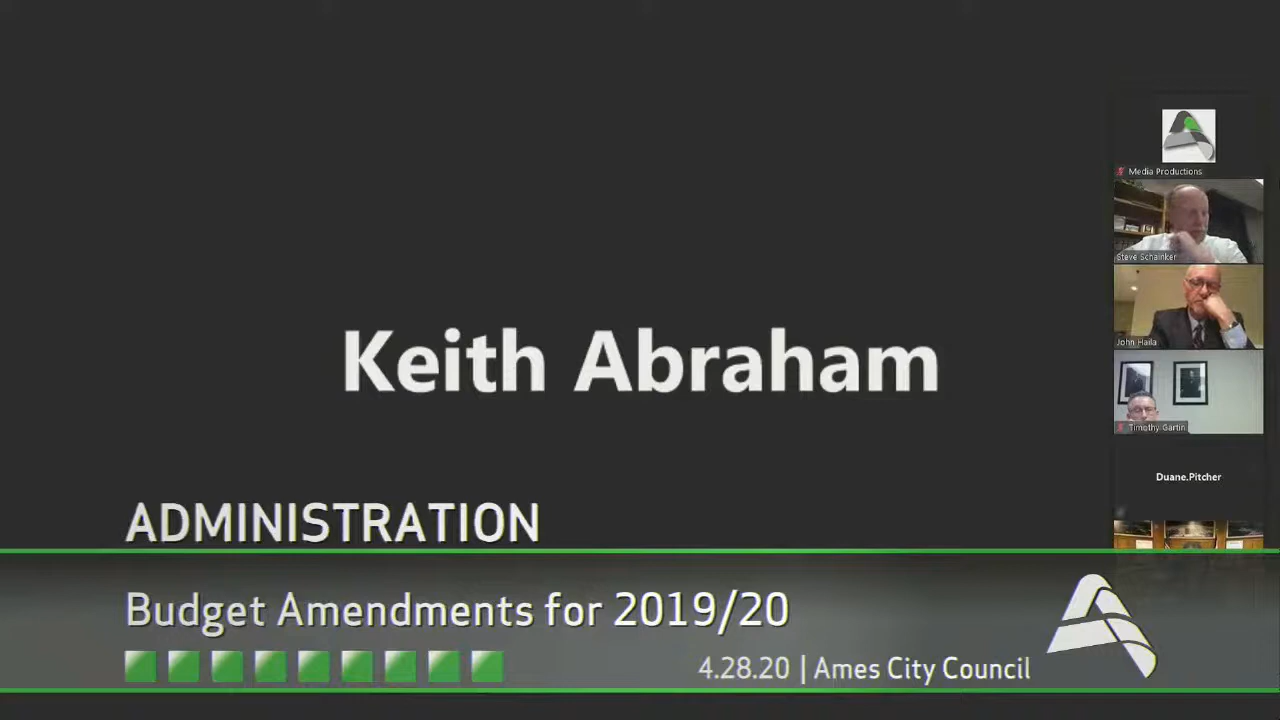 Media Productions
Steve Schainker
John Haila
Timothy Gartin
Duane.Pitcher
Keith Abraham
ADMINISTRATION
Budget Amendments for 2019/20
4.28.20 | Ames City Council